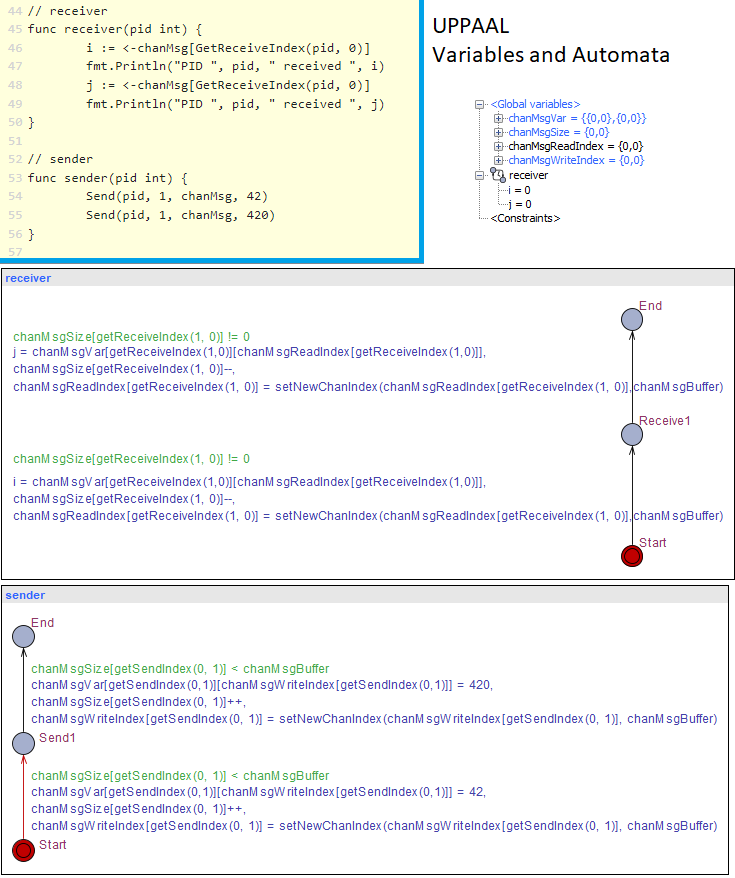 44 // receiver
45 func receiver(pid int) {
46 i := <-chanMsg[GetReceiveIndex(pid, 0)]
47 fmt.Println("PID ", pid, " received ", i)
48 j := <-chanMsg[GetReceiveIndex(pid, 0)]
49 fmt.Println("PID ", pid, " received ", j)
50 }
51
52 // sender
53 func sender(pid int) {
54 Send(pid, 1, chanMsg, 42)
55 Send(pid, 1, chanMsg, 420)
56 }
57
UPPAAL
Variables and Automata
<Global variables>
chanMsgVar = {{0,0},{0,0}}
chanMsgSize = {0,0}
chanMsgReadIndex = {0,0}
chanMsgWriteIndex = {0,0}
receiver
i = 0
j = 0
<Constraints>
receiver
End
chanMsgSize[getReceiveIndex(1, 0)] != 0
j = chanMsgVar[getReceiveIndex(1,0)][chanMsgReadIndex[getReceiveIndex(1,0)]],
chanMsgSize[getReceiveIndex(1, 0)]--,
chanMsgReadIndex[getReceiveIndex(1, 0)] = setNewChanIndex(chanMsgReadIndex[getReceiveIndex(1, 0)],chanMsgBuffer)
Receive1
chanMsgSize[getReceiveIndex(1, 0)] != 0
i = chanMsgVar[getReceiveIndex(1,0)][chanMsgReadIndex[getReceiveIndex(1,0)]],
chanMsgSize[getReceiveIndex(1, 0)]--,
chanMsgReadIndex[getReceiveIndex(1, 0)] = setNewChanIndex(chanMsgReadIndex[getReceiveIndex(1, 0)],chanMsgBuffer)
Start
sender
End
chanMsgSize[getSendIndex(0, 1)] < chanMsgBuffer
chanMsgVar[getSendIndex(0,1)][chanMsgWriteIndex[getSendIndex(0,1)]] = 420,
chanMsgSize[getSendIndex(0, 1)]++,
chanMsgWriteIndex[getSendIndex(0, 1)] = setNewChanIndex(chanMsgWriteIndex[getSendIndex(0, 1)], chanMsgBuffer)
Send1
chanMsgSize[getSendIndex(0, 1)] < chanMsgBuffer
chanMsgVar[getSendIndex(0,1)][chanMsgWriteIndex[getSendIndex(0,1)]] = 42,
chanMsgSize[getSendIndex(0, 1)]++,
chanMsgWriteIndex[getSendIndex(0, 1)] = setNewChanIndex(chanMsgWriteIndex[getSendIndex(0, 1)], chanMsgBuffer)
Start